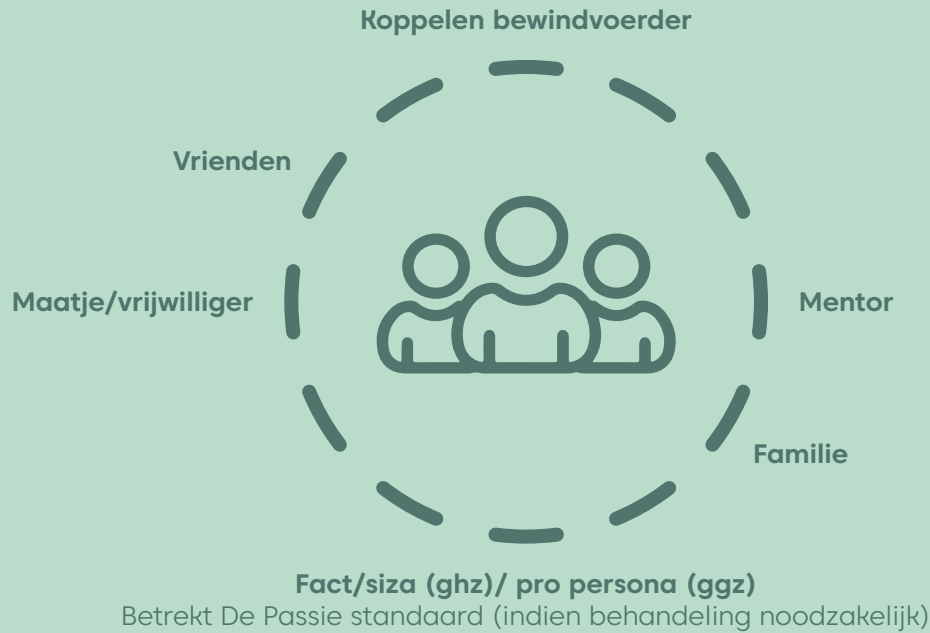 Koppelen bewindvoerder
Vrienden
Maatje/vrijwilliger
Mentor
Familie
Fact/siza (ghz)/ pro persona (ggz)
Betrekt De Passie standaard (indien behandeling noodzakelijk)